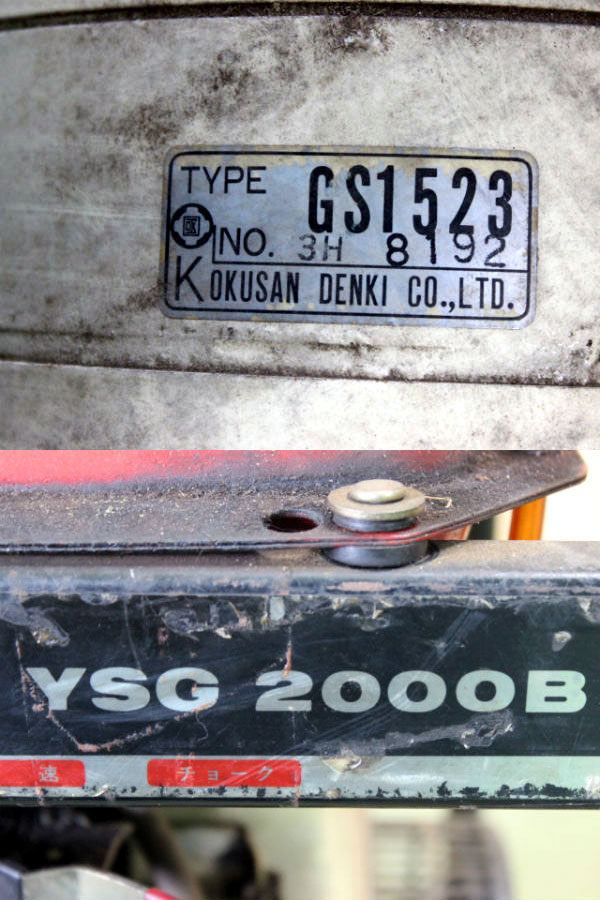 TYPE GS1523
NO. 3H 8192
KOKUSAN DENKI CO.,LTD.
YSG 2000B
速 チョーク